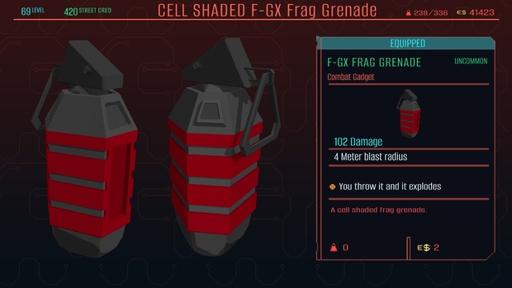 69 LEVEL 420 STREET CRED CELL SHADED F-GX Frag Grenade 238/336 E$ 41423
EQUIPPED
F-GX FRAG GRENADE UNCOMMON
Combat Gadget
102 Damage
4 Meter blast radius
You throw it and it explodes
A cell shaded frag grenade.
0 E$ 2